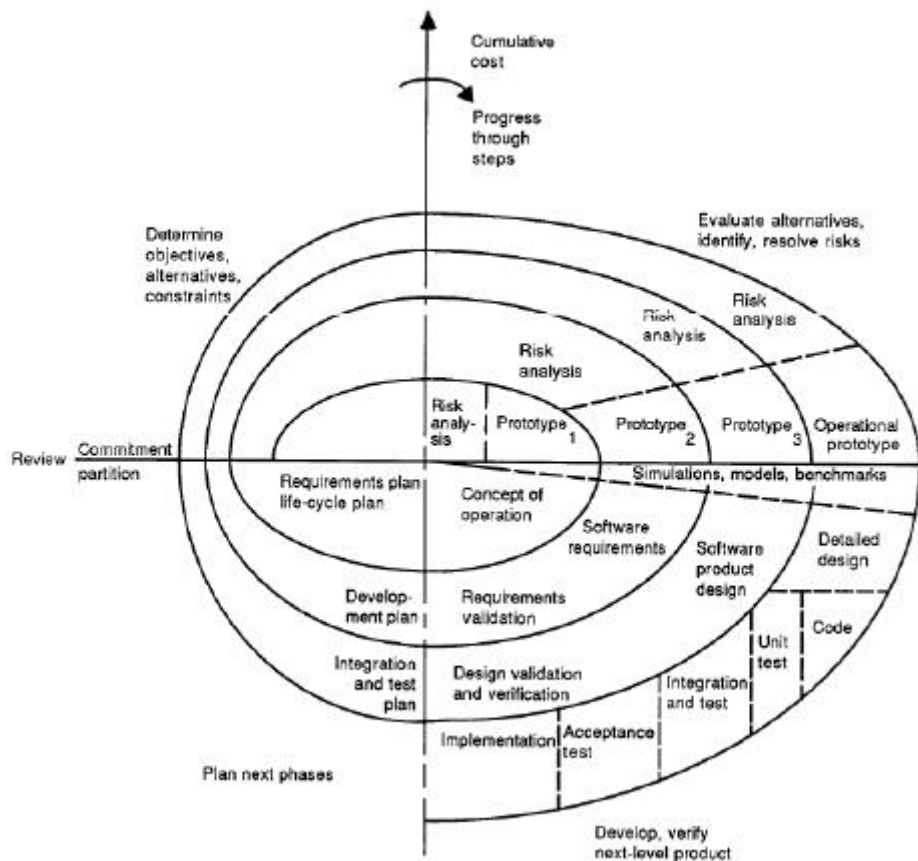 Cumulative
cost
Progress
through
steps
Evaluate alternatives,
identify, resolve risks
Determine
objectives,
alternatives,
constraints
Risk
analysis
Risk
analysis
Risk
analysis
Risk
analy-
sis
Prototype 1
Prototype 2
Prototype 3
Operational
prototype
Review
Commitment
partition
Simulations, models, benchmarks
Requirements plan
life-cycle plan
Concept of
operation
Software
requirements
Software
product
design
Detailed
design
Develop-
ment plan
Requirements
validation
Code
Unit
test
Integration
and test
plan
Design validation
and verification
Integration
and test
Acceptance
test
Implementation
Plan next phases
Develop, verify
next-level product